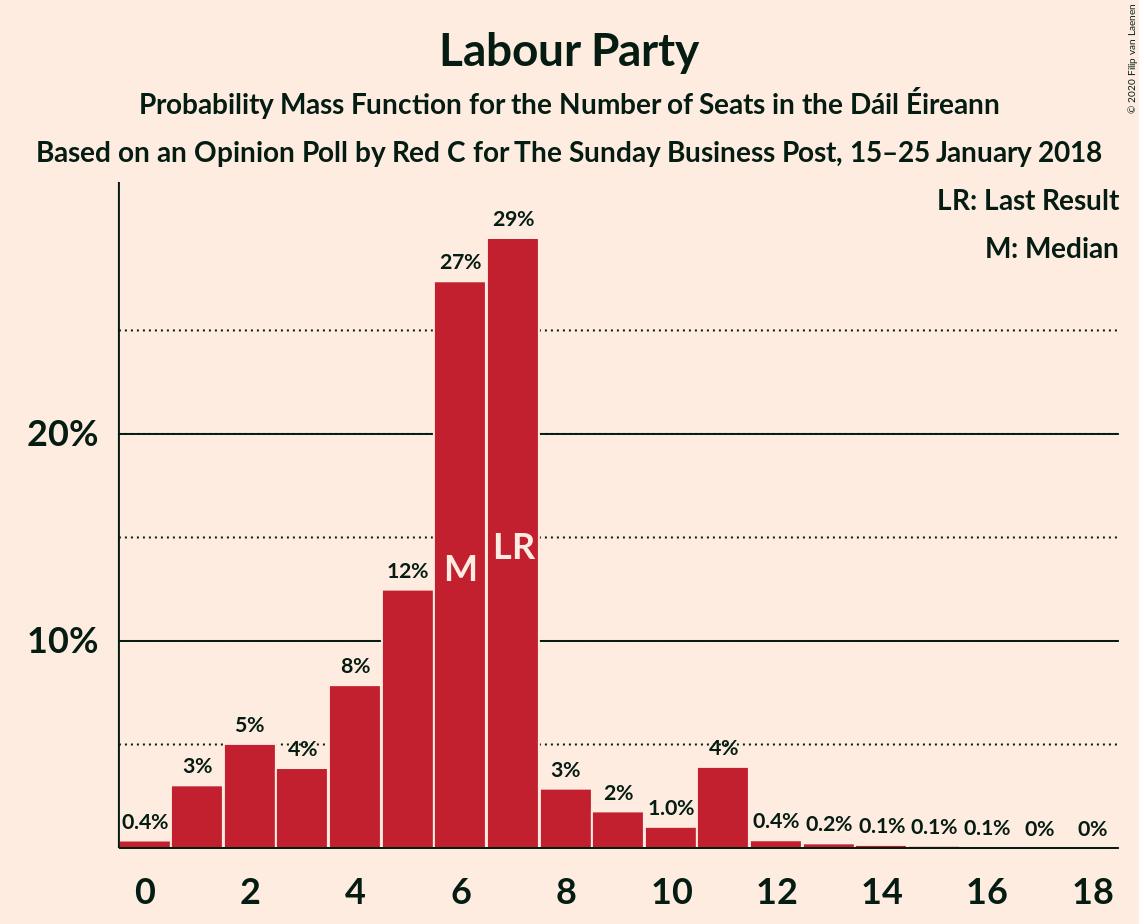 Labour Party
Probability Mass Function for the Number of Seats in the Dáil Éireann
Based on an Opinion Poll by Red C for The Sunday Business Post, 15–25 January 2018
© 2020 Filip van Laenen
LR: Last Result
M: Median
29%
27%
20%
12%
M
LR
10%
8%
5%
4%
4%
3%
3%
2%
1.0%
0.4%
0.4%
0.2%
0.1%
0.1%
0.1%
0%
0%
0 2 4 6 8 10 12 14 16 18